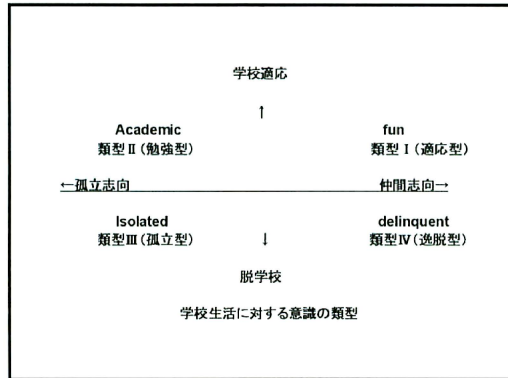 学校適応
↑
Academic fun
類型Ⅱ(勉強型) 類型Ⅰ(適応型)
←孤立志向 仲間志向→
Isolated delinquent
類型Ⅲ(孤立型) ↓ 類型Ⅳ(逸脱型)
脱学校
学校生活に対する意識の類型